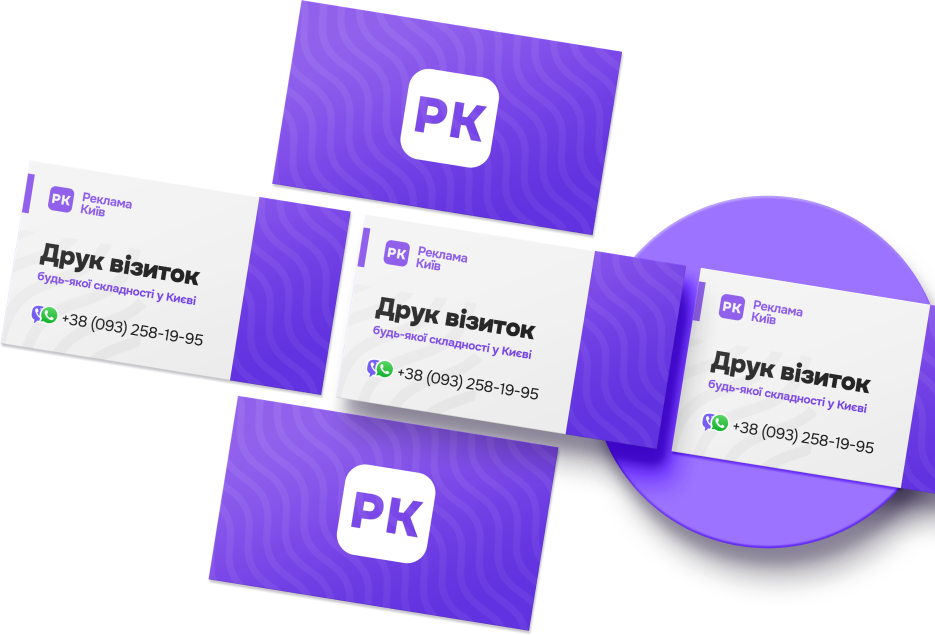 РК
РК
Реклама
Київ
Друк візиток
будь-якої складності у Києві
+38 (093) 258-19-95
РК
Реклама
Київ
Друк візиток
будь-якої складності у Києві
+38 (093) 258-19-95
РК
Реклама
Київ
Друк візиток
будь-якої складності у Києві
+38 (093) 258-19-95
РК